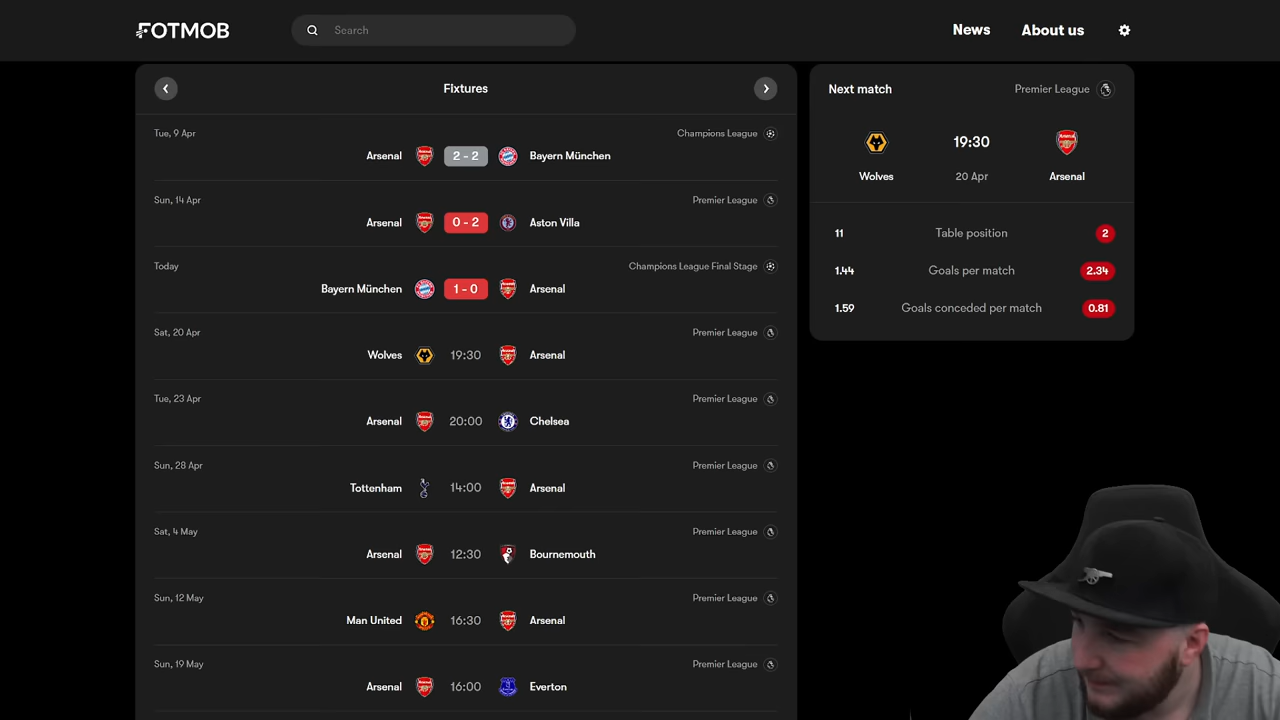 FOTMOB
Search
News
About us
Fixtures
Tue, 9 Apr
Champions League
Arsenal 2 - 2 Bayern München
Sun, 14 Apr
Premier League
Arsenal 0 - 2 Aston Villa
Today
Champions League Final Stage
Bayern München 1 - 0 Arsenal
Sat, 20 Apr
Premier League
Wolves 19:30 Arsenal
Tue, 23 Apr
Premier League
Arsenal 20:00 Chelsea
Sun, 28 Apr
Premier League
Tottenham 14:00 Arsenal
Sat, 4 May
Premier League
Arsenal 12:30 Bournemouth
Sun, 12 May
Premier League
Man United 16:30 Arsenal
Sun, 19 May
Premier League
Arsenal 16:00 Everton
Next match
Premier League
19:30
Wolves 20 Apr Arsenal
11 Table position 2
1.44 Goals per match 2.34
1.59 Goals conceded per match 0.81